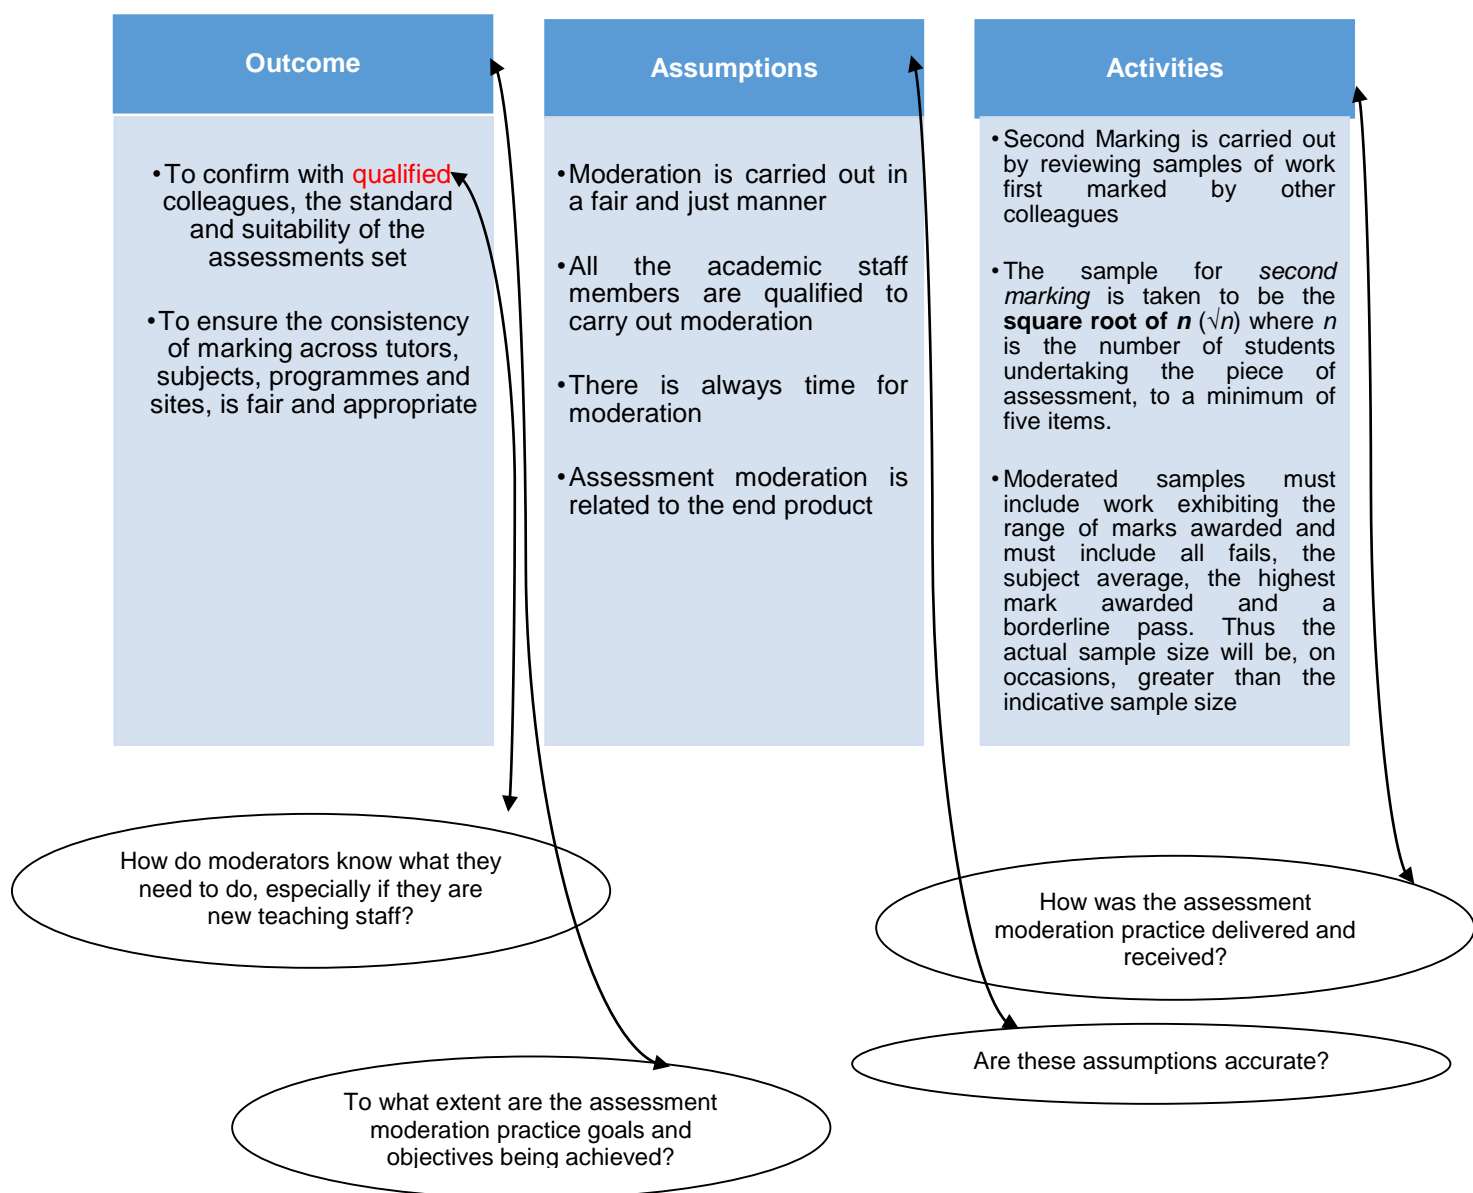 Outcome
•To confirm with qualified
colleagues, the standard
and suitability of the
assessments set
•To ensure the consistency
of marking across tutors,
subjects, programmes and
sites, is fair and appropriate
Assumptions
•Moderation is carried out in
a fair and just manner
•All the academic staff
members are qualified to
carry out moderation
•There is always time for
moderation
•Assessment moderation is
related to the end product
Activities
•Second Marking is carried out
by reviewing samples of work
first marked by other
colleagues
•The sample for second
marking is taken to be the
square root of n (√n) where n
is the number of students
undertaking the piece of
assessment, to a minimum of
five items.
•Moderated samples must
include work exhibiting the
range of marks awarded and
must include all fails, the
subject average, the highest
mark awarded and a
borderline pass. Thus the
actual sample size will be, on
occasions, greater than the
indicative sample size
How do moderators know what they
need to do, especially if they are
new teaching staff?
How was the assessment
moderation practice delivered and
received?
Are these assumptions accurate?
To what extent are the assessment
moderation practice goals and
objectives being achieved?